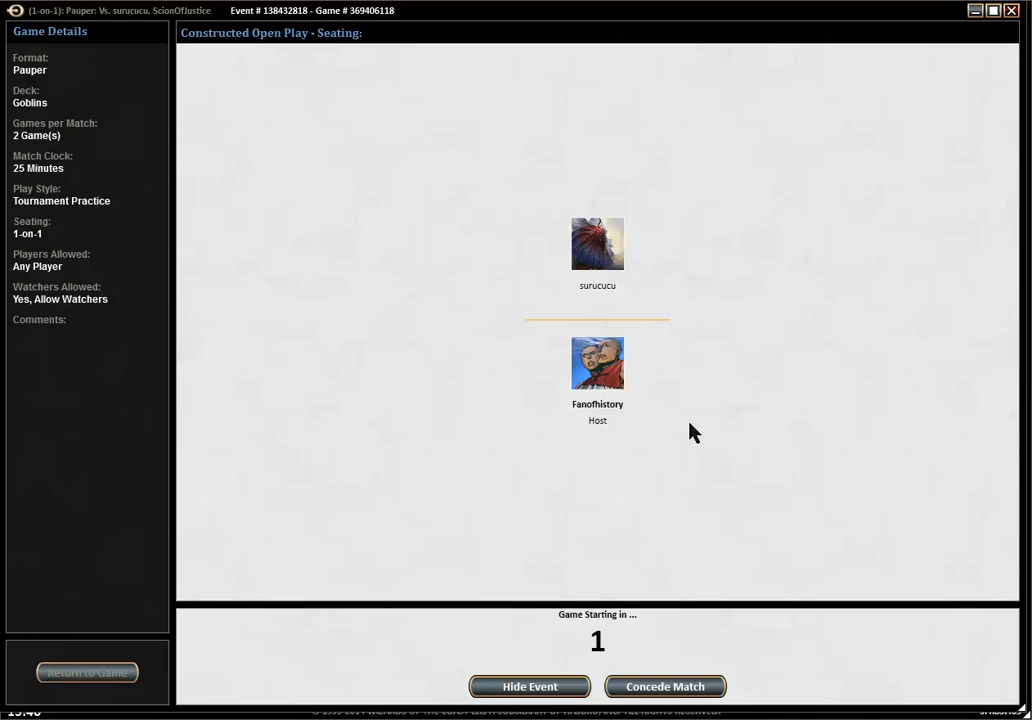 (1-on-1): Pauper: Vs. surucucu, ScionOfJustice Event # 138432818 - Game # 369406118
Game Details
Constructed Open Play - Seating:
Format:
Pauper
Deck:
Goblins
Games per Match:
2 Game(s)
Match Clock:
25 Minutes
Play Style:
Tournament Practice
Seating:
1-on-1
Players Allowed:
Any Player
Watchers Allowed:
Yes, Allow Watchers
Comments:
surucucu
Fanofhistory
Host
Game Starting in ...
1
Return to Game
Hide Event
Concede Match